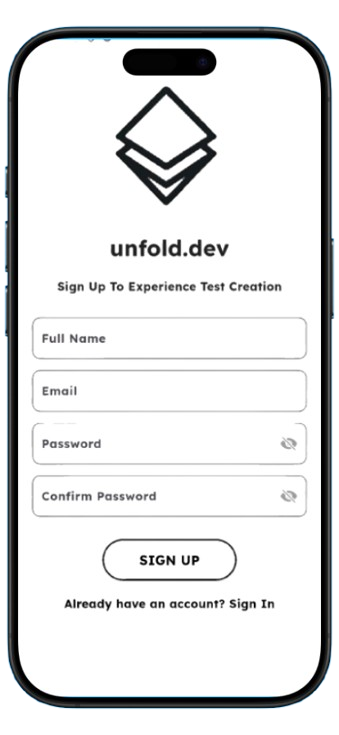 unfold.dev
Sign Up To Experience Test Creation
Full Name
Email
Password
Confirm Password
SIGN UP
Already have an account? Sign In